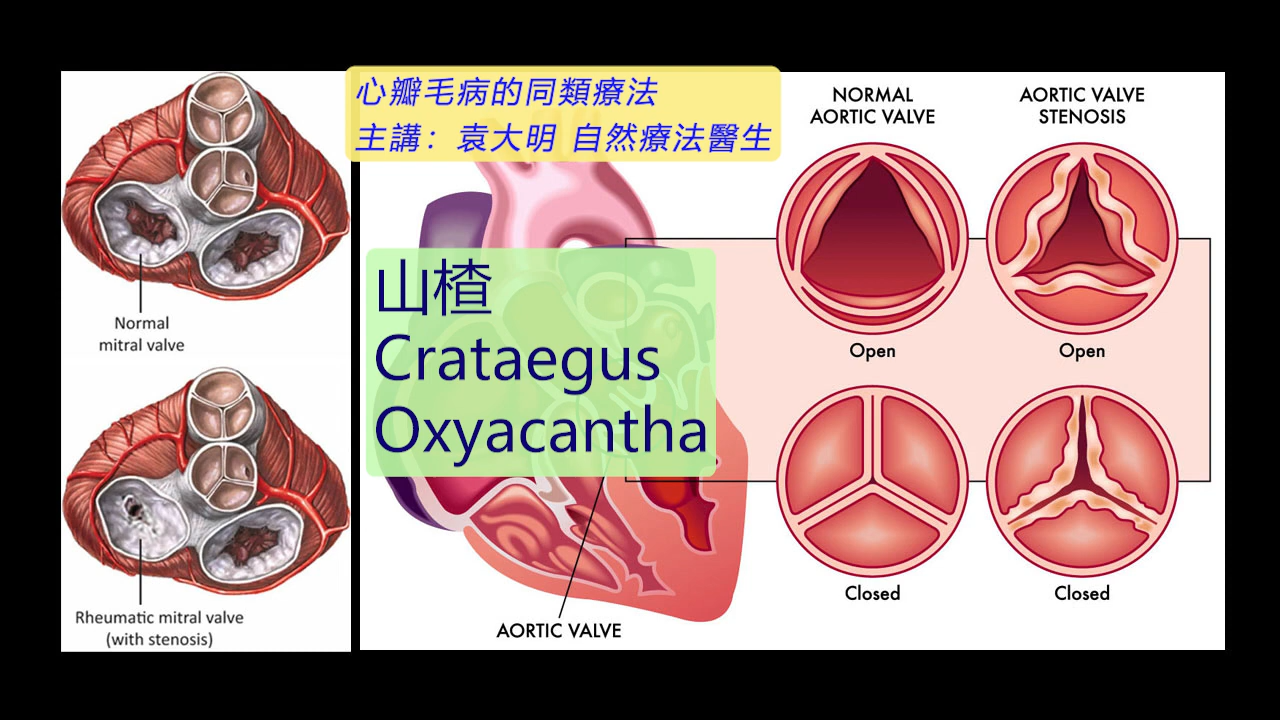 心瓣毛病的同類療法
主講：袁大明 自然療法醫生
山楂
Crataegus
Oxyacantha
Normal
mitral valve
Rheumatic mitral valve
(with stenosis)
AORTIC VALVE
NORMAL
AORTIC VALVE
AORTIC VALVE
STENOSIS
Open
Open
Closed
Closed